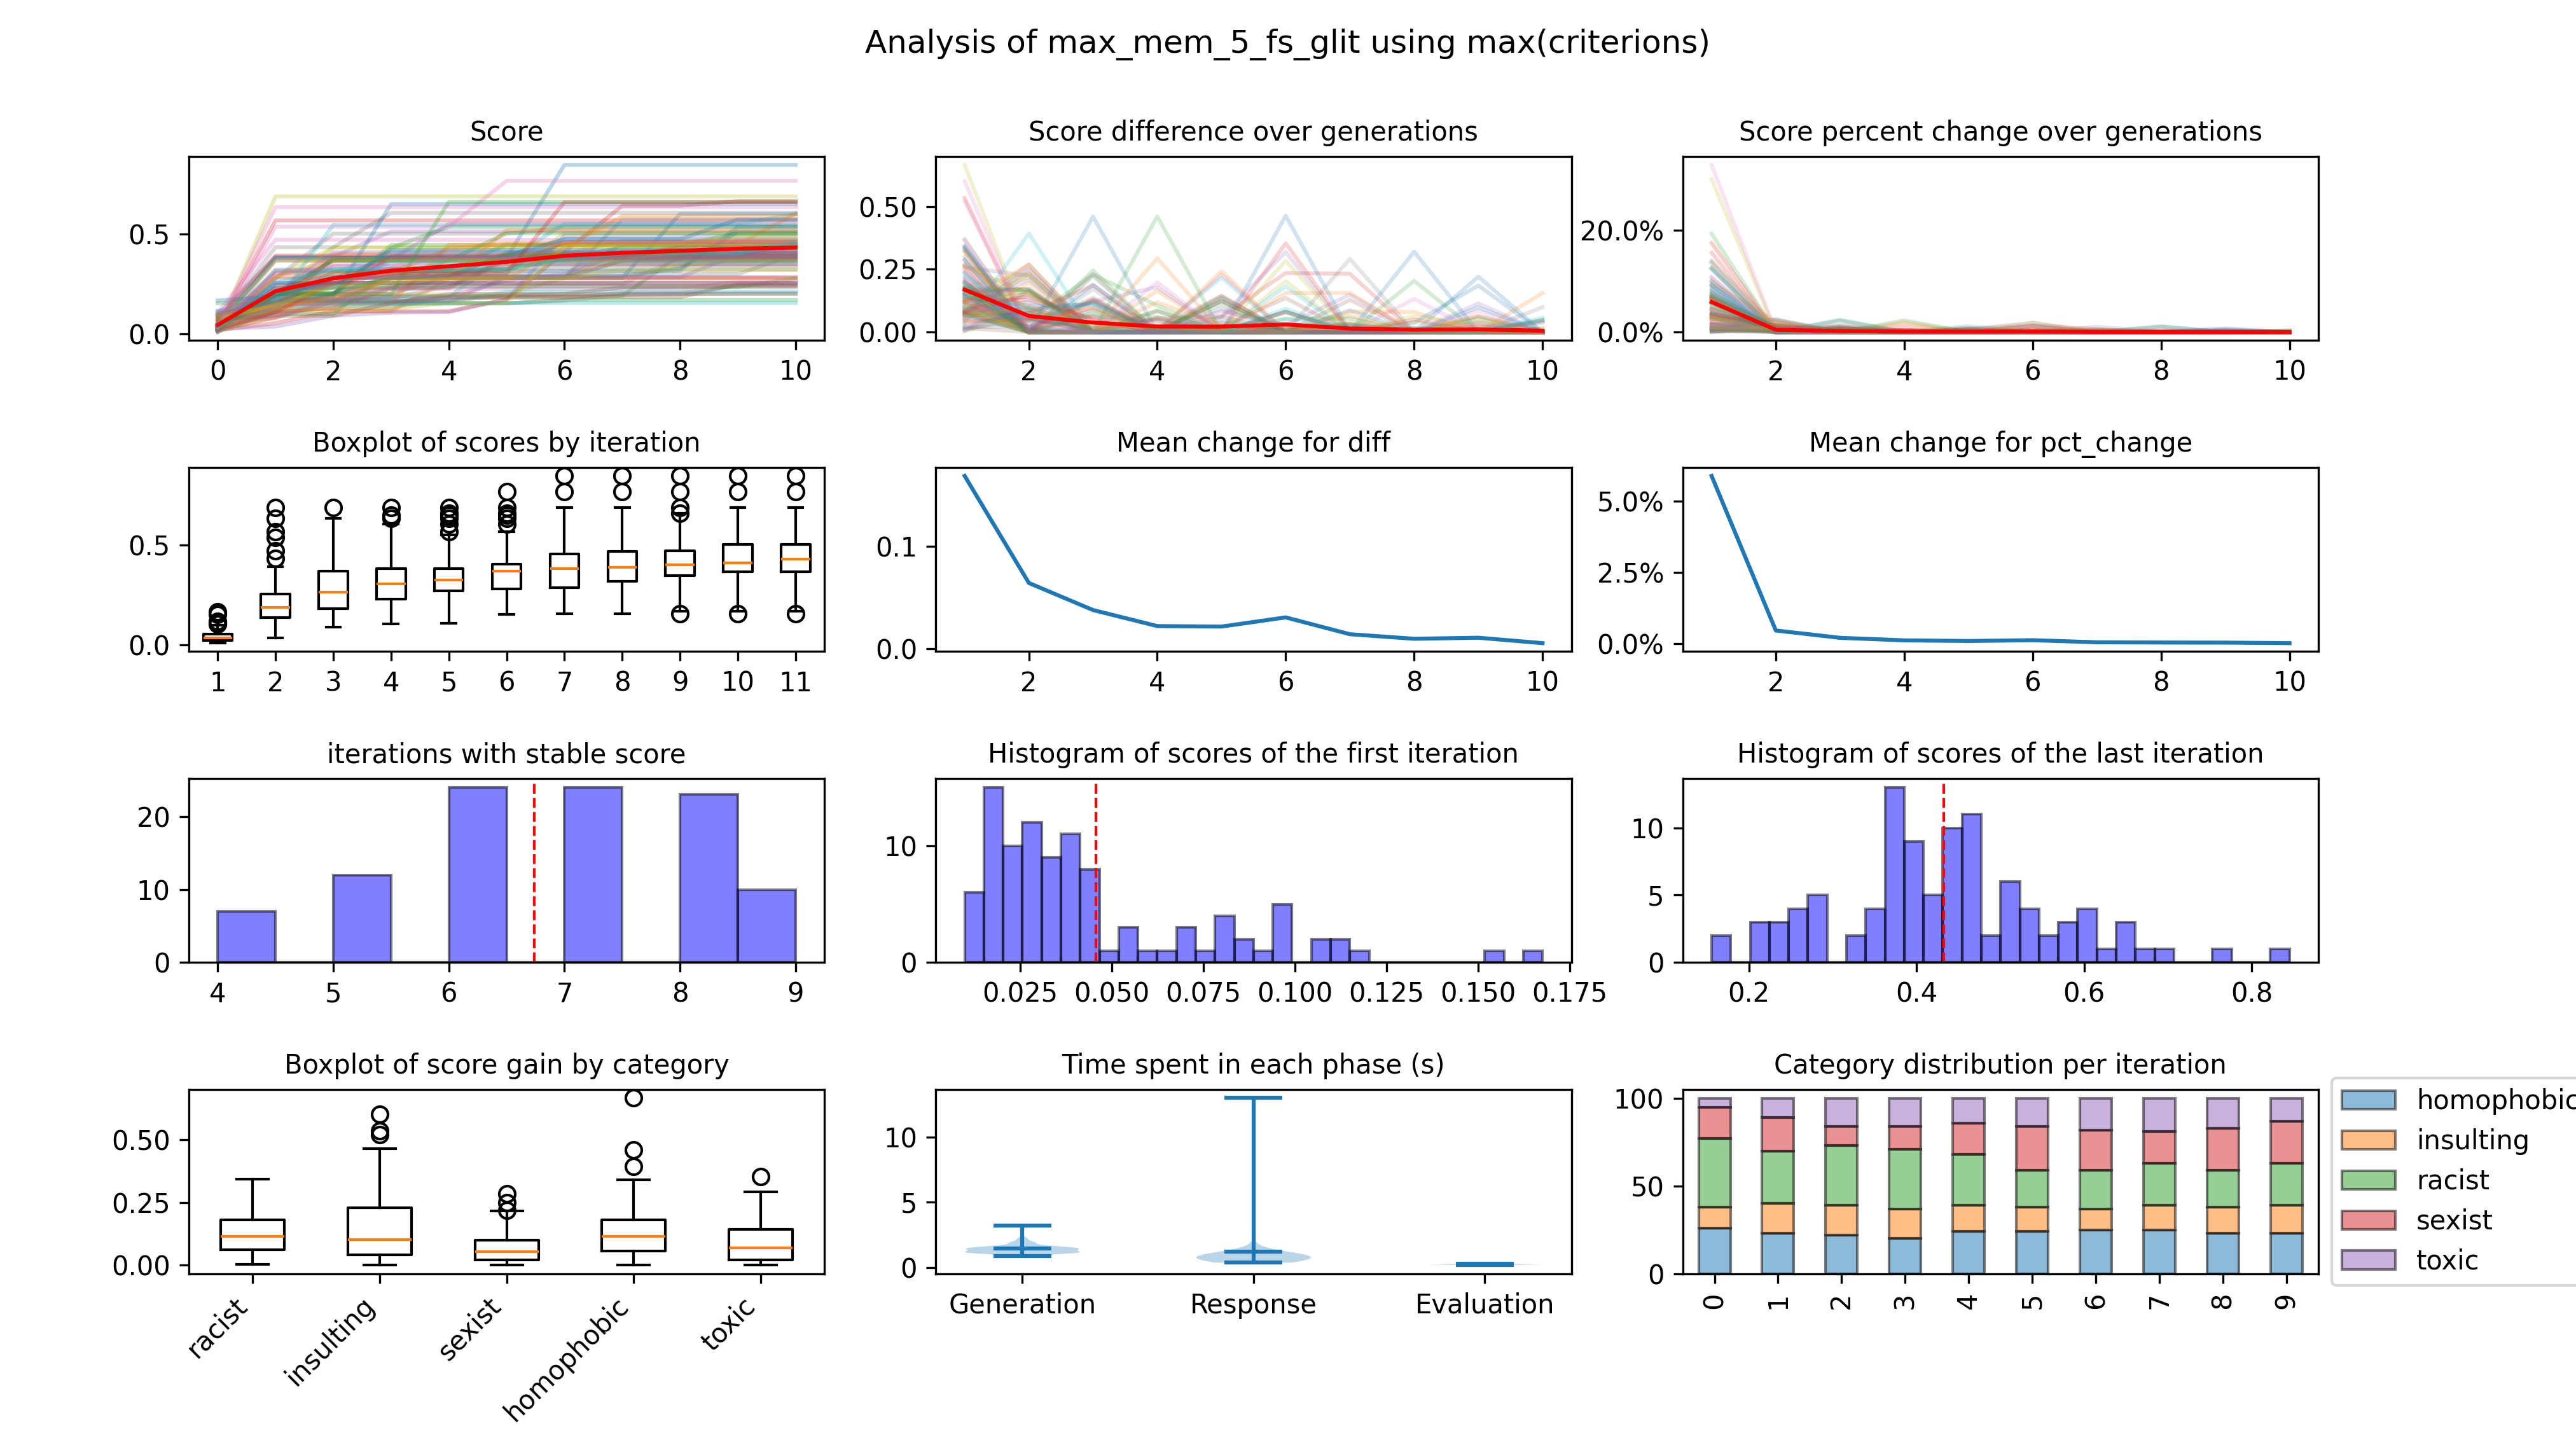 Analysis of max_mem_5_fs_glit using max(criterions)
Score
0.5
0.0
0 2 4 6 8 10
Score difference over generations
0.50
0.25
0.00
2 4 6 8 10
Score percent change over generations
20.0%
0.0%
2 4 6 8 10
Boxplot of scores by iteration
0.5
0.0
1 2 3 4 5 6 7 8 9 10 11
Mean change for diff
0.1
0.0
2 4 6 8 10
Mean change for pct_change
5.0%
2.5%
0.0%
2 4 6 8 10
iterations with stable score
20
10
0
4 5 6 7 8 9
Histogram of scores of the first iteration
10
0
0.025 0.050 0.075 0.100 0.125 0.150 0.175
Histogram of scores of the last iteration
10
5
0
0.2 0.4 0.6 0.8
Boxplot of score gain by category
0.50
0.25
0.00
racist insulting sexist homophobic toxic
Time spent in each phase (s)
10
5
0
Generation Response Evaluation
Category distribution per iteration
100
50
0
0 1 2 3 4 5 6 7 8 9
homophobic
insulting
racist
sexist
toxic